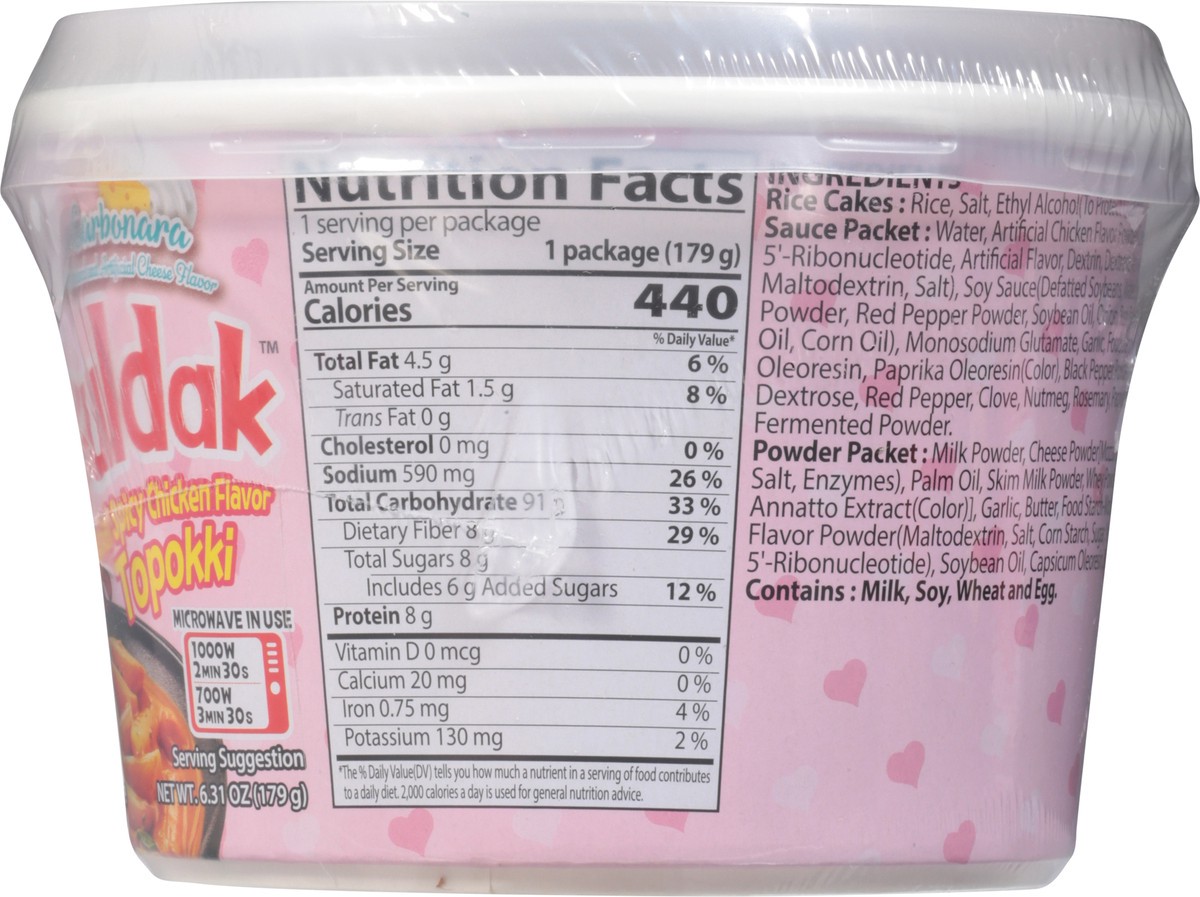 Carbonara
Artificial Cheese Flavor
uldak™
Spicy Chicken Flavor
Topokki
MICROWAVE IN USE
1000W
2MIN 30S
700W
3MIN 30S
Serving Suggestion
NET WT. 6.31 OZ (179 g)
Nutrition Facts
1 serving per package
Serving Size 1 package (179 g)
Amount Per Serving
Calories 440
% Daily Value*
Total Fat 4.5 g 6 %
Saturated Fat 1.5 g 8 %
Trans Fat 0 g
Cholesterol 0 mg 0 %
Sodium 590 mg 26 %
Total Carbohydrate 91 g 33 %
Dietary Fiber 8 g 29 %
Total Sugars 8 g
Includes 6 g Added Sugars 12 %
Protein 8 g
Vitamin D 0 mcg 0 %
Calcium 20 mg 0 %
Iron 0.75 mg 4 %
Potassium 130 mg 2 %
*The % Daily Value(DV) tells you how much a nutrient in a serving of food contributes
to a daily diet. 2,000 calories a day is used for general nutrition advice.
INGREDIENTS
Rice Cakes : Rice, Salt, Ethyl Alcohol(To
Sauce Packet : Water, Artificial Chicken Flavor
5'-Ribonucleotide, Artificial Flavor, Dextrin,
Maltodextrin, Salt), Soy Sauce(Defatted Soybeans,
Powder, Red Pepper Powder, Soybean Oil,
Oil, Corn Oil), Monosodium Glutamate, Garlic,
Oleoresin, Paprika Oleoresin(Color), Black Pepper
Dextrose, Red Pepper, Clove, Nutmeg, Rosemary,
Fermented Powder.
Powder Packet : Milk Powder, Cheese Powder
Salt, Enzymes), Palm Oil, Skim Milk Powder,
Annatto Extract(Color)], Garlic, Butter, Food
Flavor Powder(Maltodextrin, Salt, Corn Starch,
5'-Ribonucleotide), Soybean Oil, Capsicum
Contains : Milk, Soy, Wheat and Egg.